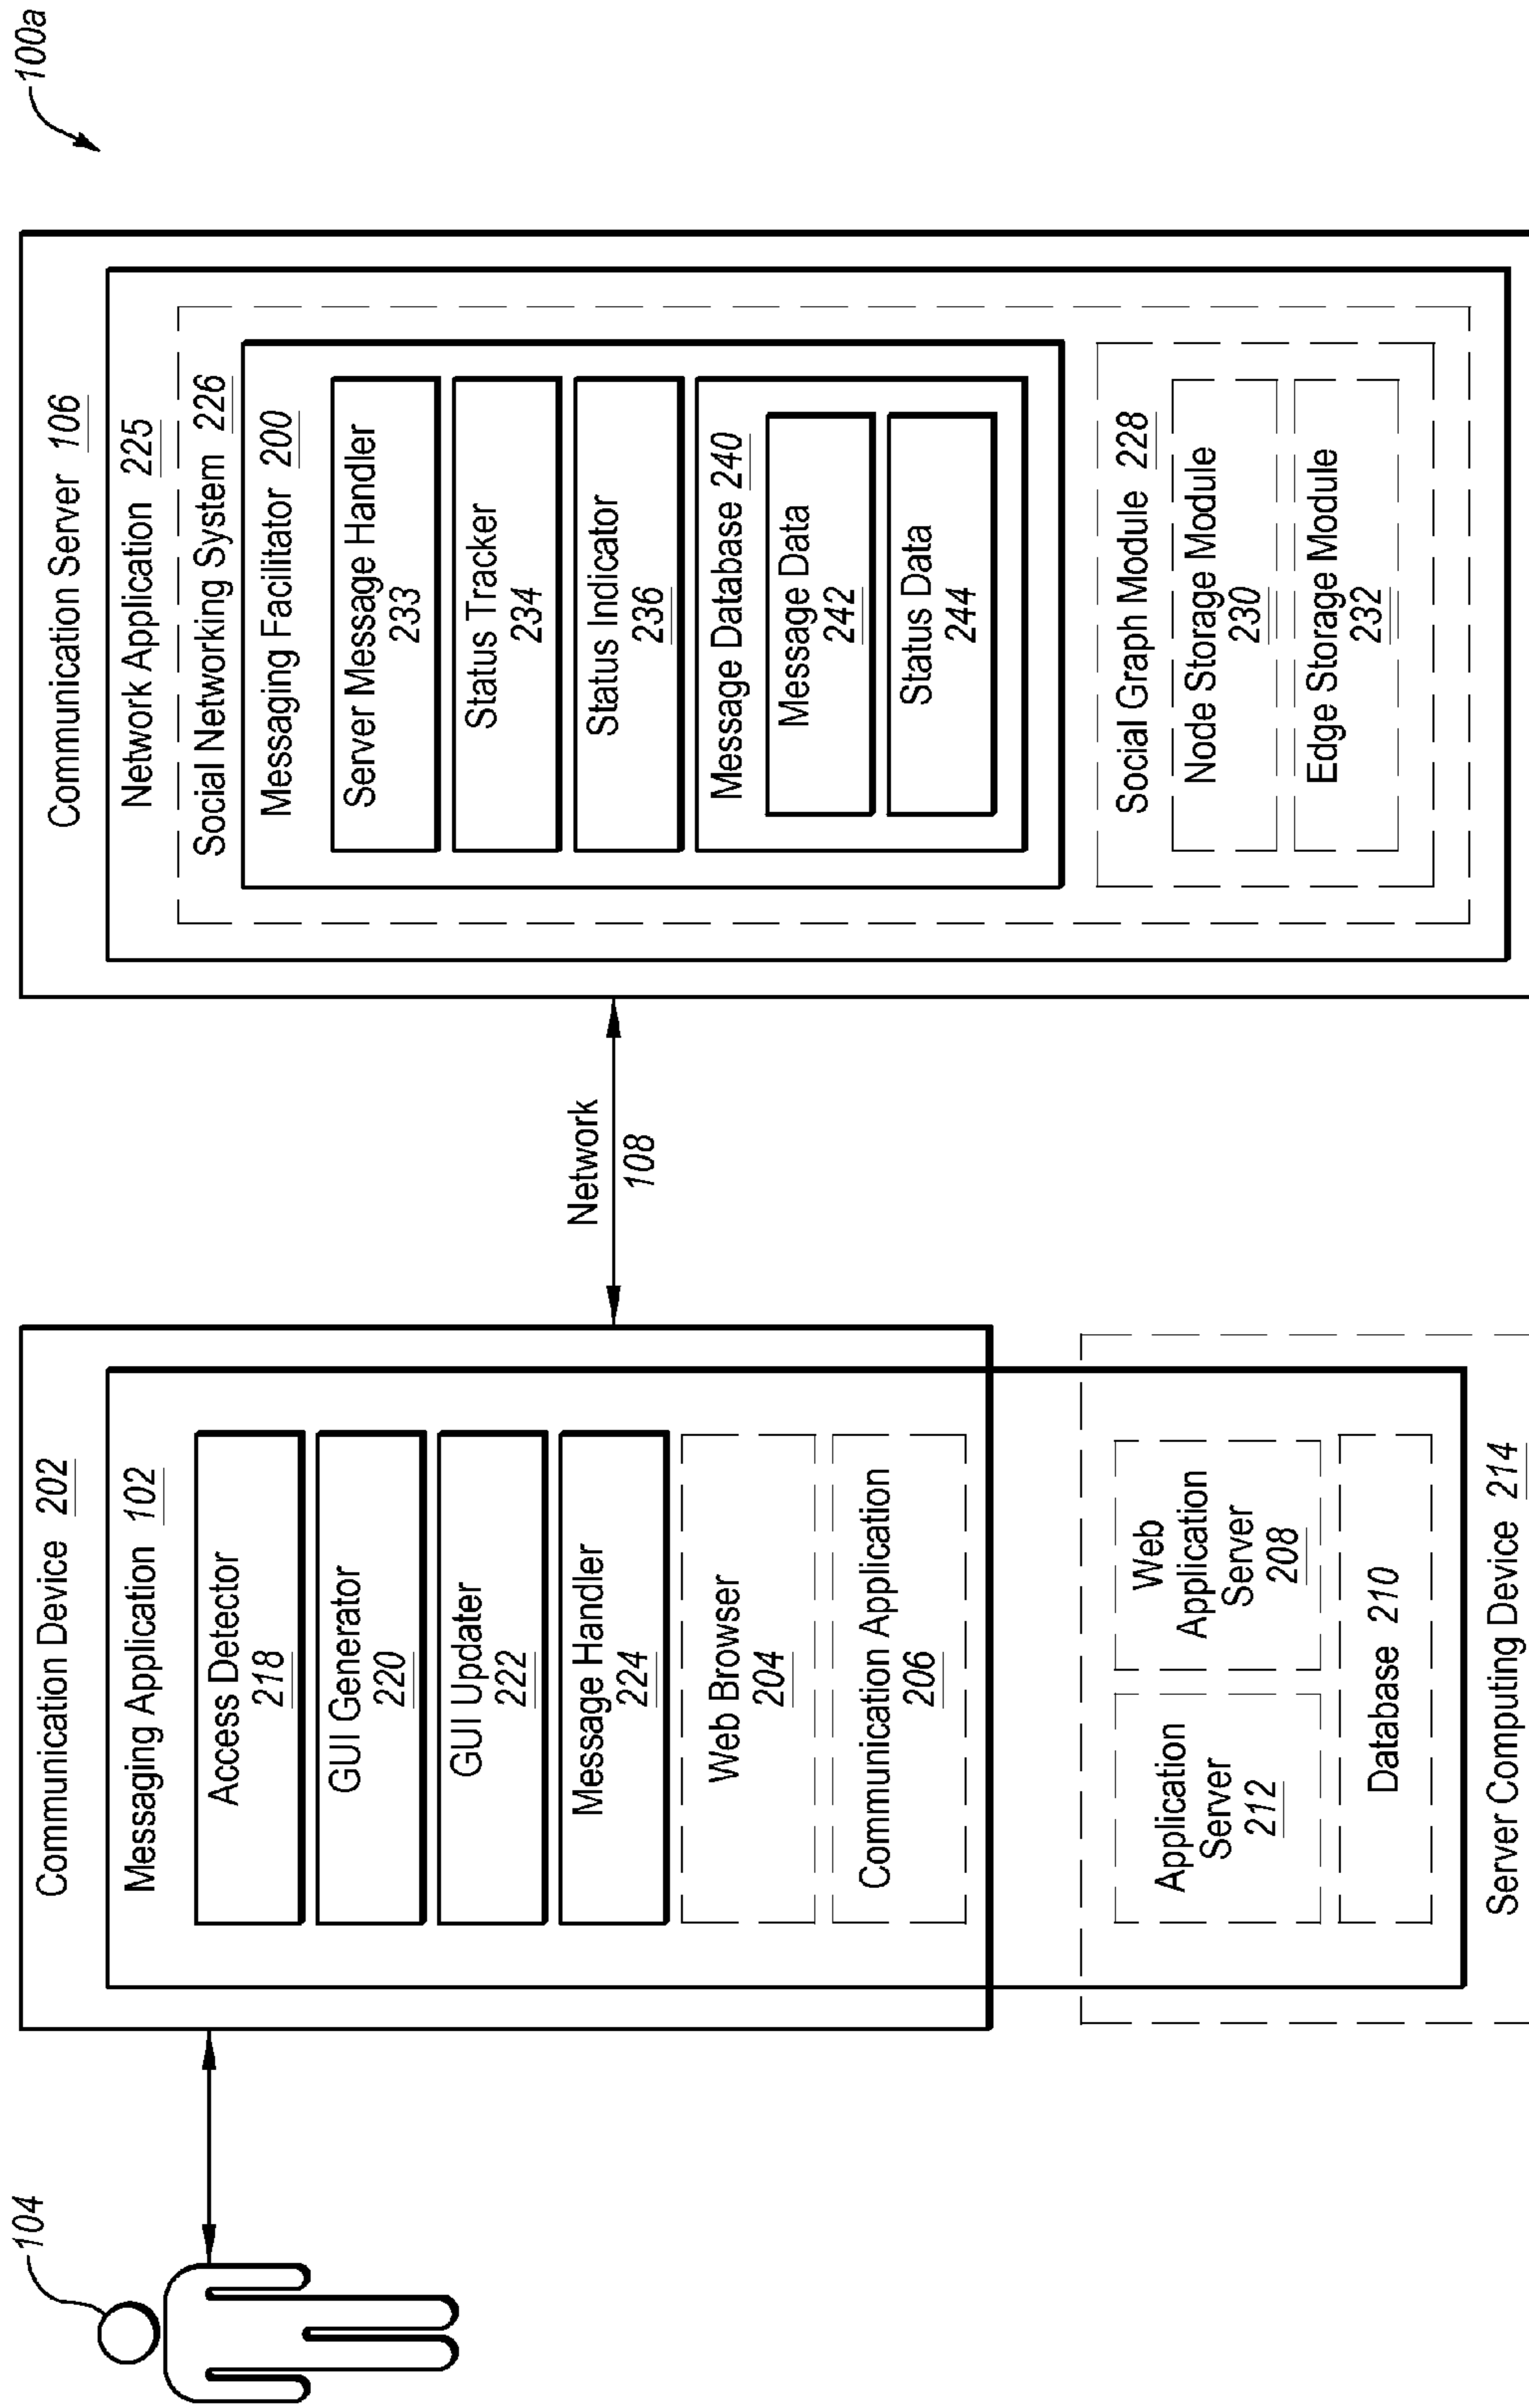 100a
104
Communication Device 202
Messaging Application 102
Access Detector
218
GUI Generator
220
GUI Updater
222
Message Handler
224
Web Browser
204
Communication Application
206
Application
Server
212
Web
Application
Server
208
Database 210
Server Computing Device 214
Network
108
Communication Server 106
Network Application 225
Social Networking System 226
Messaging Facilitator 200
Server Message Handler
233
Status Tracker
234
Status Indicator
236
Message Database 240
Message Data
242
Status Data
244
Social Graph Module 228
Node Storage Module
230
Edge Storage Module
232